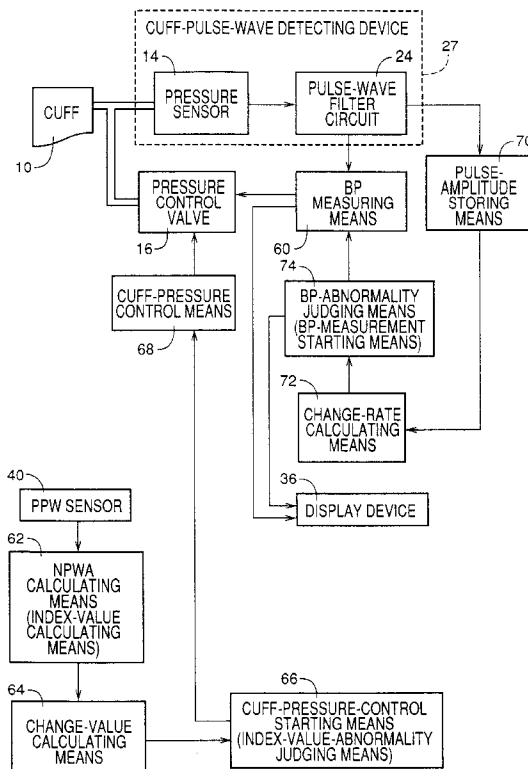 CUFF-PULSE-WAVE DETECTING DEVICE
14
24
27
PRESSURE
SENSOR
PULSE-WAVE
FILTER
CIRCUIT
CUFF
10
70
PULSE-
AMPLITUDE
STORING
MEANS
PRESSURE
CONTROL
VALVE
16
BP
MEASURING
MEANS
60
74
BP-ABNORMALITY
JUDGING MEANS
(BP-MEASUREMENT
STARTING MEANS)
CUFF-PRESSURE
CONTROL MEANS
68
72
CHANGE-RATE
CALCULATING
MEANS
40
PPW SENSOR
36
DISPLAY DEVICE
62
NPWA
CALCULATING
MEANS
(INDEX-VALUE
CALCULATING
MEANS)
64
CHANGE-VALUE
CALCULATING
MEANS
66
CUFF-PRESSURE-CONTROL
STARTING MEANS
(INDEX-VALUE-ABNORMALITY
JUDGING MEANS)